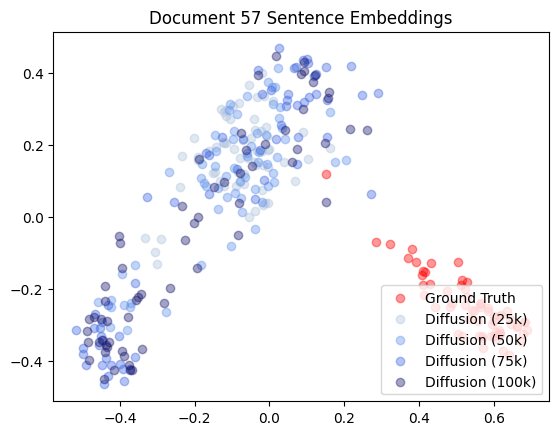 Document 57 Sentence Embeddings
0.4
0.2
0.0
−0.2
−0.4
Ground Truth
Diffusion (25k)
Diffusion (50k)
Diffusion (75k)
Diffusion (100k)
−0.4 −0.2 0.0 0.2 0.4 0.6